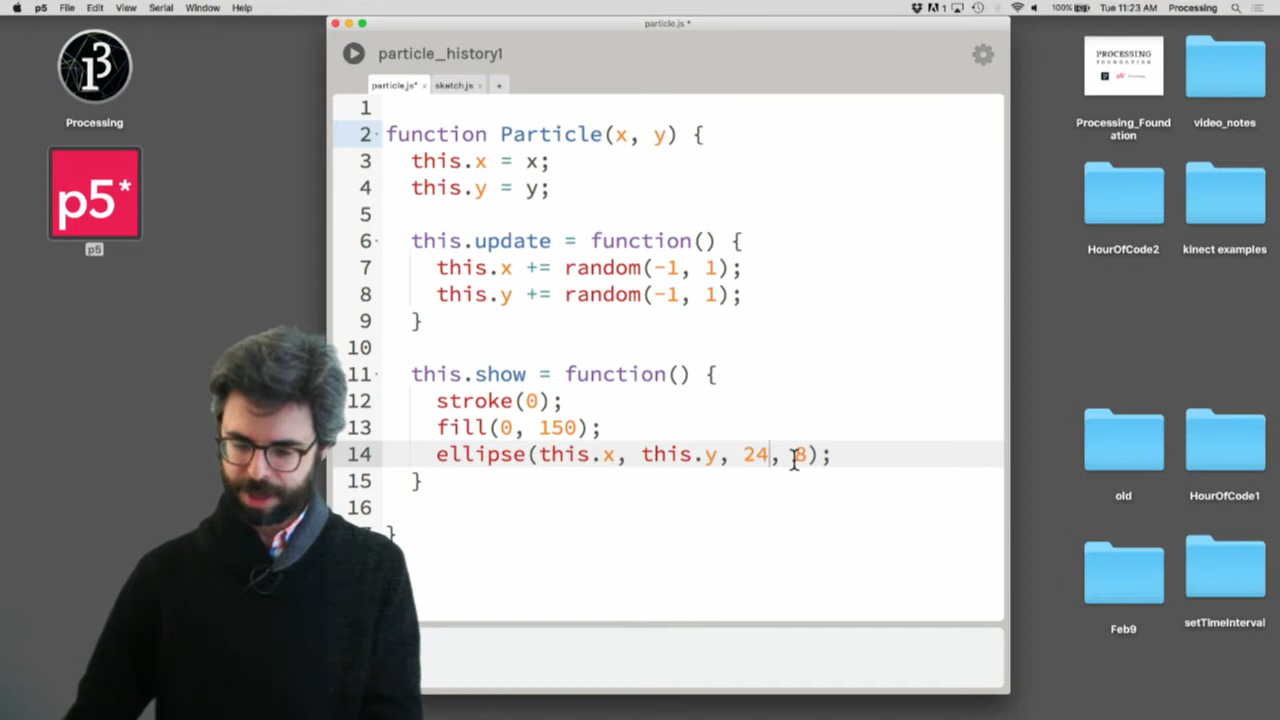 p5 File Edit View Serial Window Help
1 100% Tue 11:23 AM Processing
particle.js *
particle_history1
particle.js* × sketch.js × +
1
2 function Particle(x, y) {
3 this.x = x;
4 this.y = y;
5
6 this.update = function() {
7 this.x += random(-1, 1);
8 this.y += random(-1, 1);
9 }
10
11 this.show = function() {
12 stroke(0);
13 fill(0, 150);
14 ellipse(this.x, this.y, 24, 8);
15 }
16
}
Processing
p5*
p5
PROCESSING
FOUNDATION
Processing_Found
ation
video_notes
HourOfCode2
kinect examples
old
HourOfCode1
Feb9
setTImeInterval